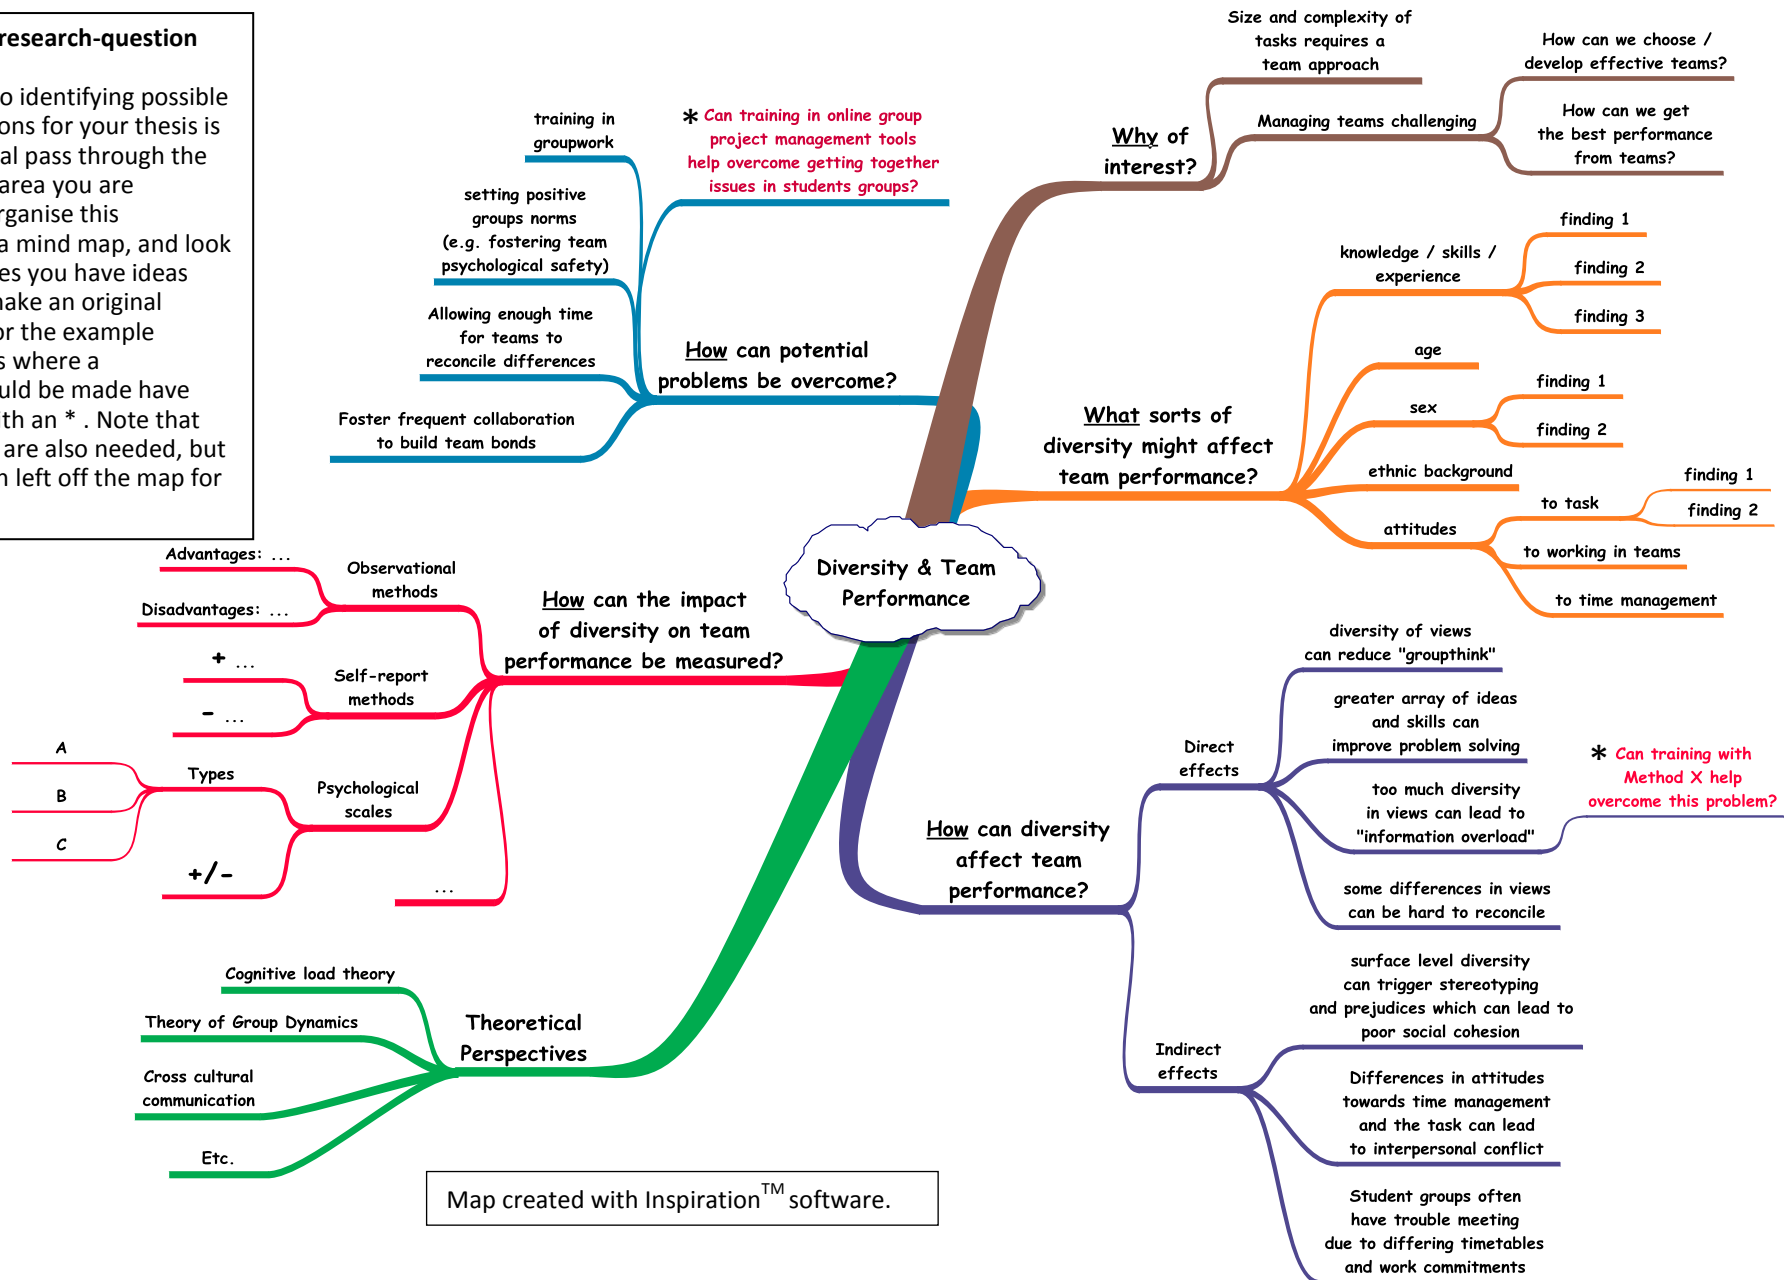 research-question
o identifying possible
ons for your thesis is
al pass through the
area you are
rganise this
a mind map, and look
es you have ideas
make an original
or the example
s where a
uld be made have
ith an * . Note that
are also needed, but
n left off the map for
Why of
interest?
Size and complexity of
tasks requires a
team approach
Managing teams challenging
How can we choose /
develop effective teams?
How can we get
the best performance
from teams?
training in
groupwork
* Can training in online group
project management tools
help overcome getting together
issues in students groups?
setting positive
groups norms
(e.g. fostering team
psychological safety)
Allowing enough time
for teams to
reconcile differences
Foster frequent collaboration
to build team bonds
How can potential
problems be overcome?
What sorts of
diversity might affect
team performance?
knowledge / skills /
experience
finding 1
finding 2
finding 3
age
sex
finding 1
finding 2
ethnic background
attitudes
to task
finding 1
finding 2
to working in teams
to time management
Diversity & Team
Performance
How can the impact
of diversity on team
performance be measured?
Observational
methods
Advantages: ...
Disadvantages: ...
Self-report
methods
+ ...
- ...
Psychological
scales
Types
A
B
C
+/-
...
How can diversity
affect team
performance?
Direct
effects
diversity of views
can reduce "groupthink"
greater array of ideas
and skills can
improve problem solving
too much diversity
in views can lead to
"information overload"
* Can training with
Method X help
overcome this problem?
some differences in views
can be hard to reconcile
Indirect
effects
surface level diversity
can trigger stereotyping
and prejudices which can lead to
poor social cohesion
Differences in attitudes
towards time management
and the task can lead
to interpersonal conflict
Student groups often
have trouble meeting
due to differing timetables
and work commitments
Theoretical
Perspectives
Cognitive load theory
Theory of Group Dynamics
Cross cultural
communication
Etc.
Map created with Inspiration™ software.